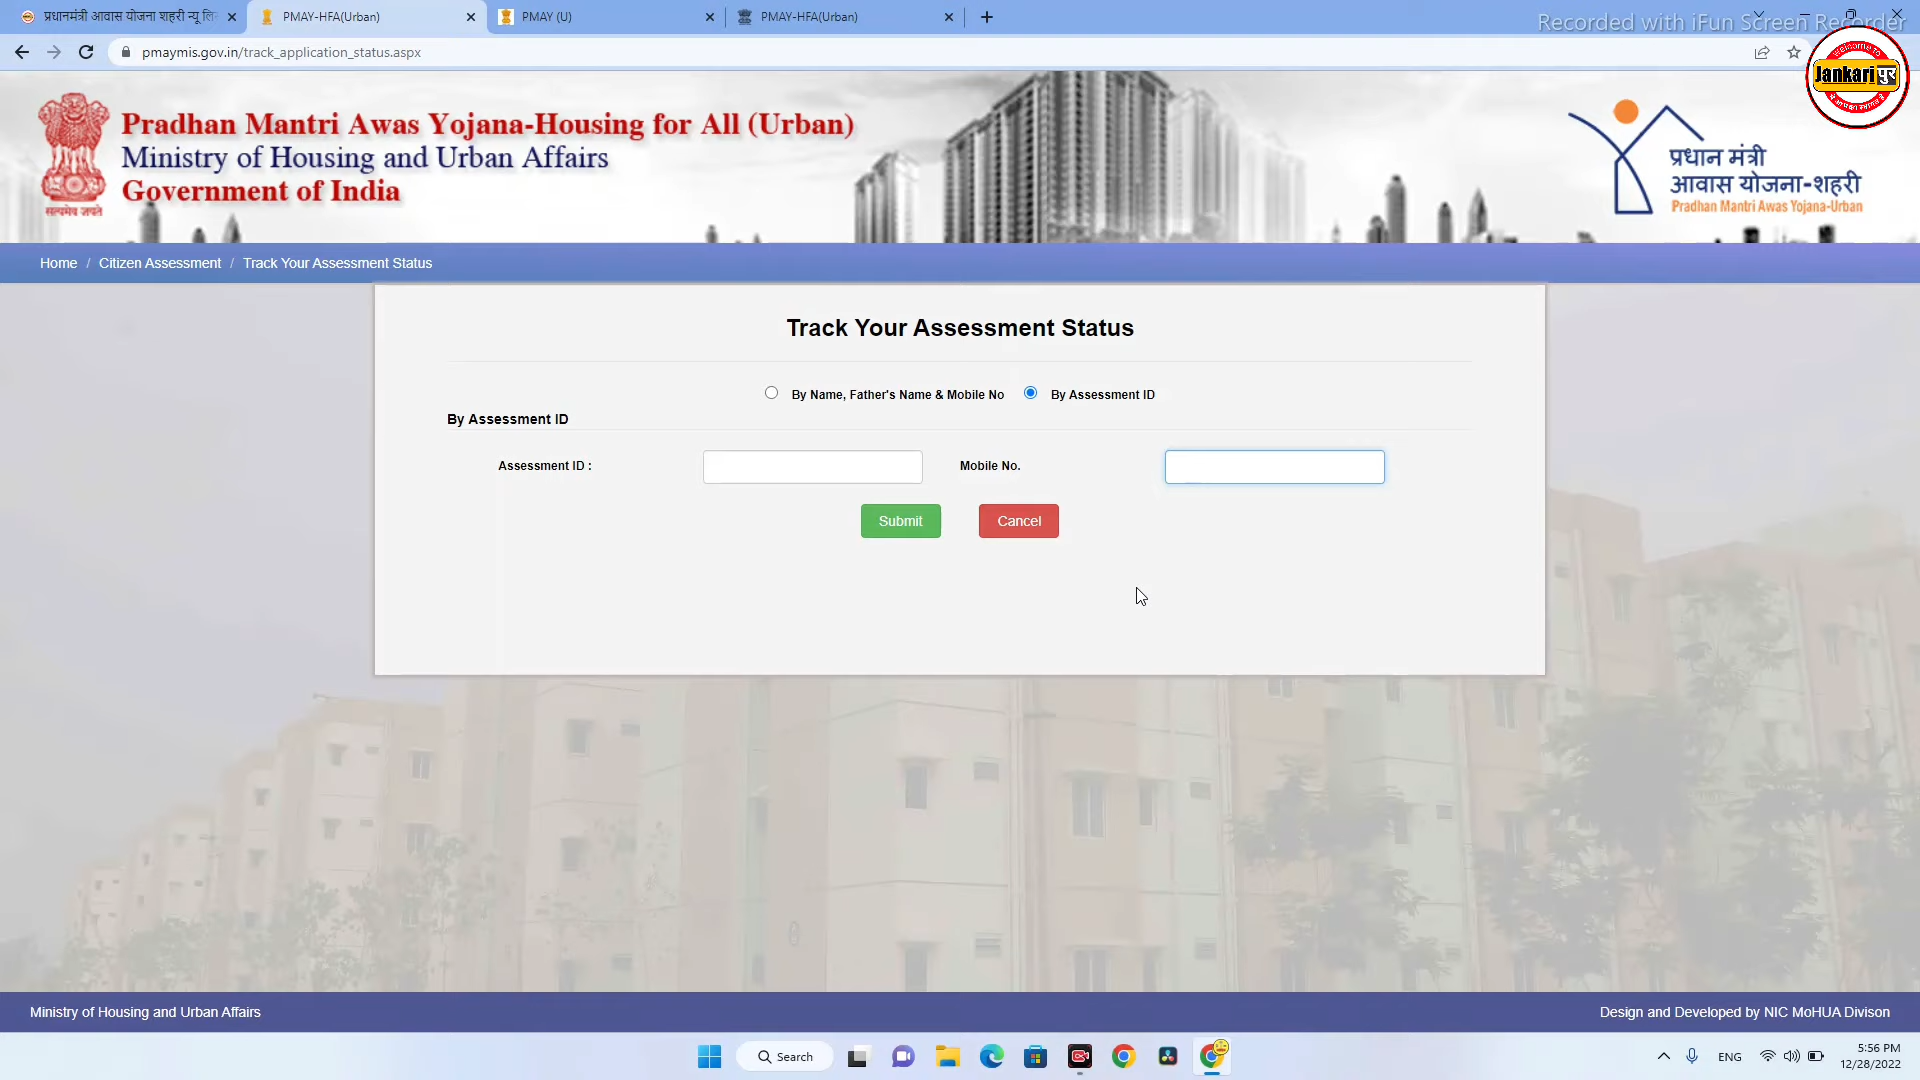 प्रधानमंत्री आवास योजना शहरी न्यू लि
PMAY-HFA(Urban)
PMAY (U)
PMAY-HFA(Urban)
Recorded with iFun Screen Recorder
pmaymis.gov.in/track_application_status.aspx
Welcome To
Jankari पुर
Pradhan Mantri Awas Yojana-Housing for All (Urban)
Ministry of Housing and Urban Affairs
Government of India
सत्यमेव जयते
प्रधान मंत्री
आवास योजना-शहरी
Pradhan Mantri Awas Yojana-Urban
Home / Citizen Assessment / Track Your Assessment Status
Track Your Assessment Status
By Name, Father's Name & Mobile No
By Assessment ID
By Assessment ID
Assessment ID :
Mobile No.
Submit
Cancel
Ministry of Housing and Urban Affairs
Design and Developed by NIC MoHUA Divison
Search
ENG
5:56 PM
12/28/2022